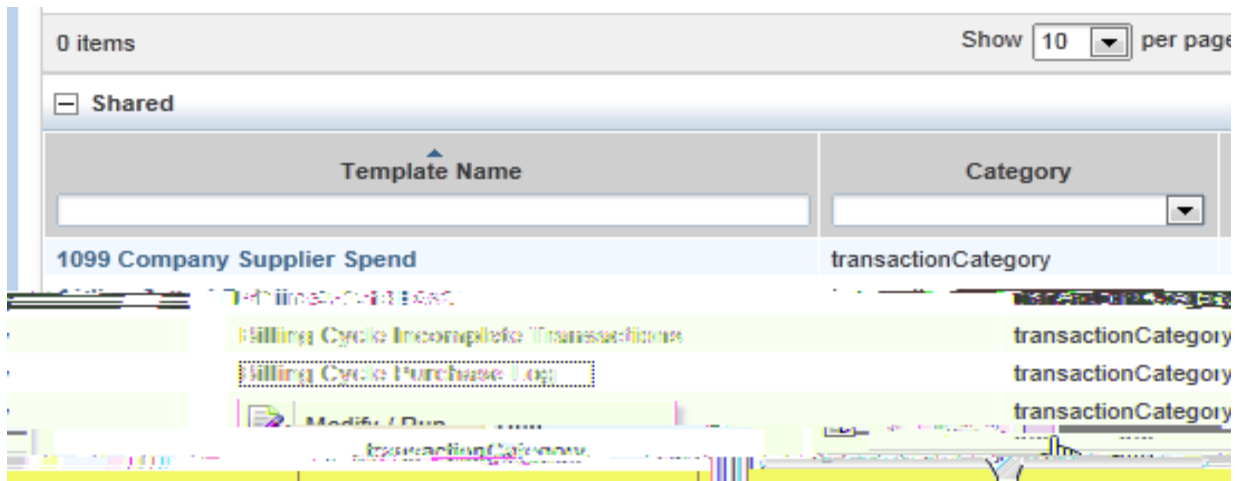 0 items Show 10 per page
Shared
Template Name Category
1099 Company Supplier Spend transactionCategory
Billing Cycle Incomplete Transactions transactionCategory
Billing Cycle Purchase Log transactionCategory
Modify / Run transactionCategory
transactionCategory